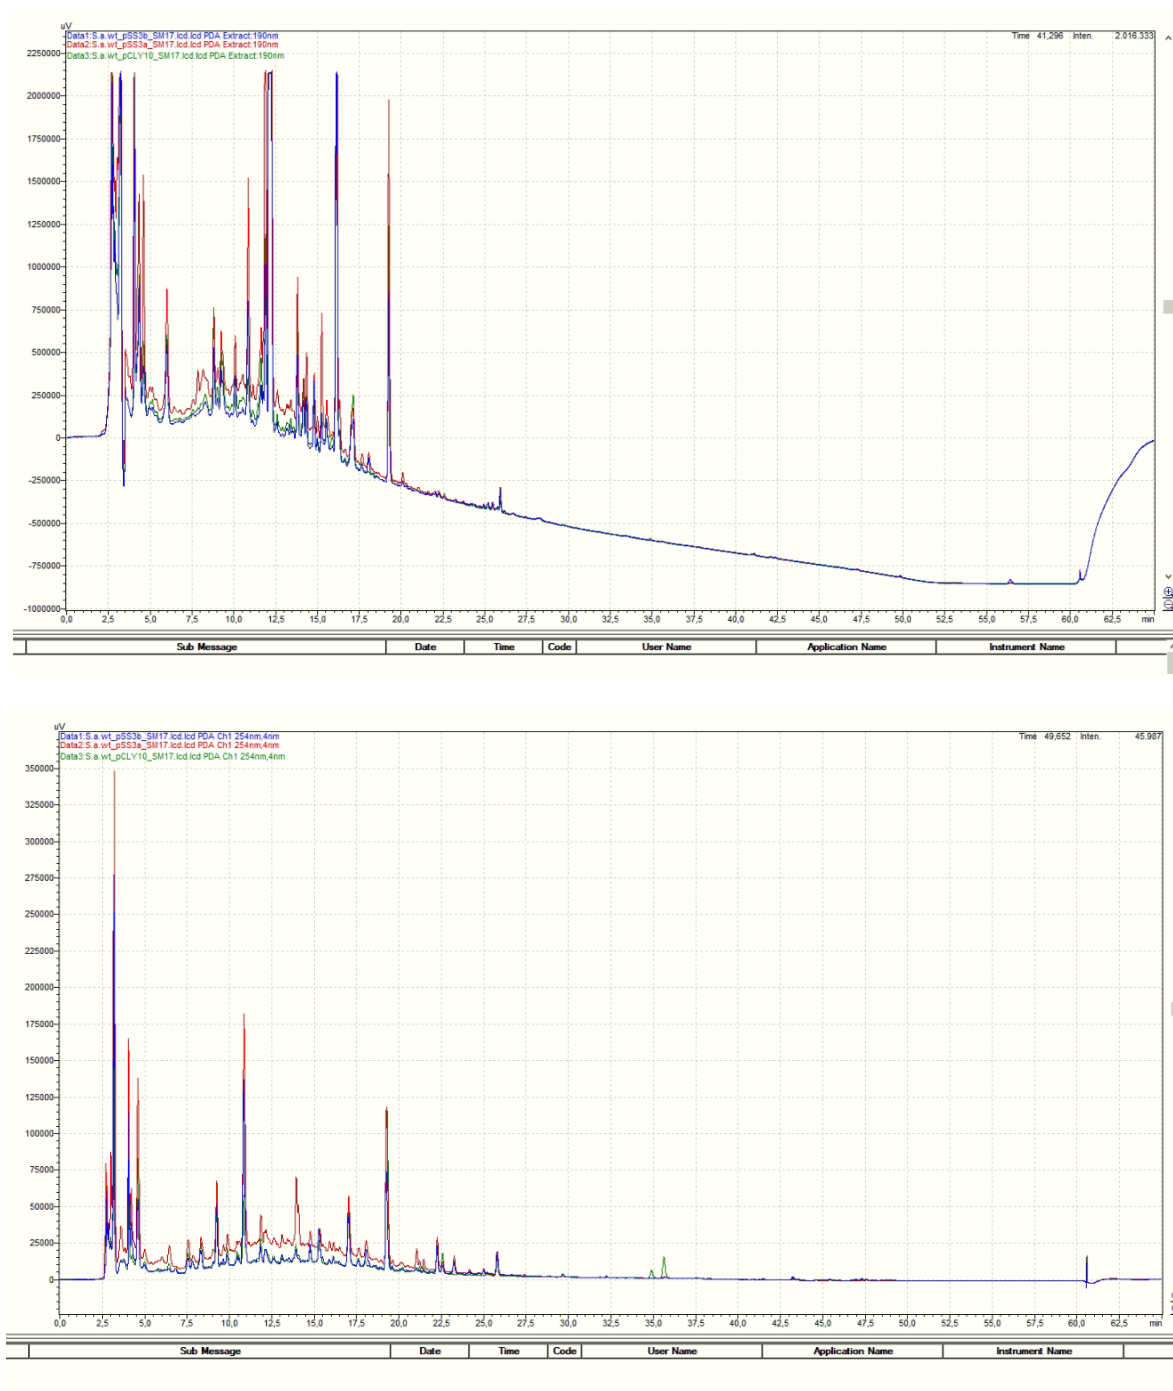 uV
Data1:S.a.wt_pSS3b_SM17.lcd.lcd PDA Extract:190nm
Time 41,296 Inten. 2.016.333
Data2:S.a.wt_pSS3a_SM17.lcd.lcd PDA Extract:190nm
Data3:S.a.wt_pCLY10_SM17.lcd.lcd PDA Extract:190nm
2250000
2000000
1750000
1500000
1250000
1000000
750000
500000
250000
0
-250000
-500000
-750000
-1000000
0,0 2,5 5,0 7,5 10,0 12,5 15,0 17,5 20,0 22,5 25,0 27,5 30,0 32,5 35,0 37,5 40,0 42,5 45,0 47,5 50,0 52,5 55,0 57,5 60,0 62,5 min
Sub Message Date Time Code User Name Application Name Instrument Name
uV
Data1:S.a.wt_pSS3b_SM17.lcd.lcd PDA Ch1 254nm,4nm
Time 49,652 Inten. 45.987
Data2:S.a.wt_pSS3a_SM17.lcd.lcd PDA Ch1 254nm,4nm
Data3:S.a.wt_pCLY10_SM17.lcd.lcd PDA Ch1 254nm,4nm
350000
325000
300000
275000
250000
225000
200000
175000
150000
125000
100000
75000
50000
25000
0
0,0 2,5 5,0 7,5 10,0 12,5 15,0 17,5 20,0 22,5 25,0 27,5 30,0 32,5 35,0 37,5 40,0 42,5 45,0 47,5 50,0 52,5 55,0 57,5 60,0 62,5 min
Sub Message Date Time Code User Name Application Name Instrument Name